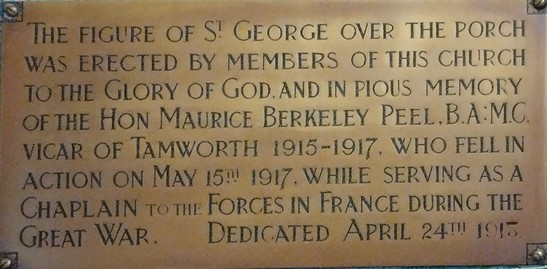 THE FIGURE OF ST GEORGE OVER THE PORCH
WAS ERECTED BY MEMBERS OF THIS CHURCH
TO THE GLORY OF GOD, AND IN PIOUS MEMORY
OF THE HON MAURICE BERKELEY PEEL, B.A: M.C.
VICAR OF TAMWORTH 1915-1917, WHO FELL IN
ACTION ON MAY 15TH 1917, WHILE SERVING AS A
CHAPLAIN TO THE FORCES IN FRANCE DURING THE
GREAT WAR. DEDICATED APRIL 24TH